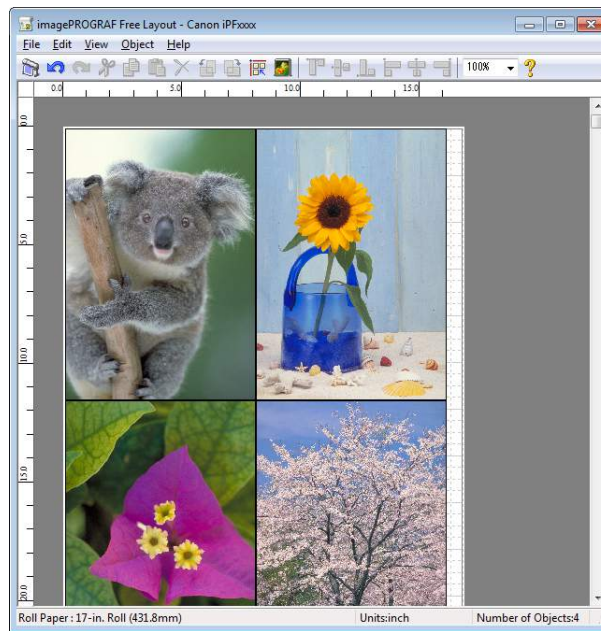 imagePROGRAF Free Layout - Canon iPFxxxx
File Edit View Object Help
100%
0.0 5.0 10.0 15.0
0.0
5.0
10.0
15.0
20.0
Roll Paper : 17-in. Roll (431.8mm) Units:inch Number of Objects:4